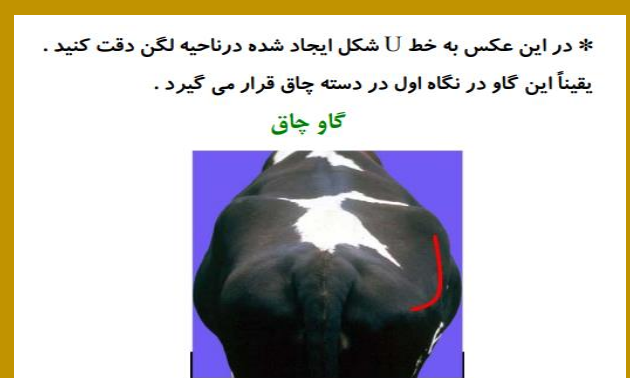 * در این عکس به خط U شکل ایجاد شده درناحیه لگن دقت کنید .
یقیناً این گاو در نگاه اول در دسته چاق قرار می گیرد .
گاو چاق